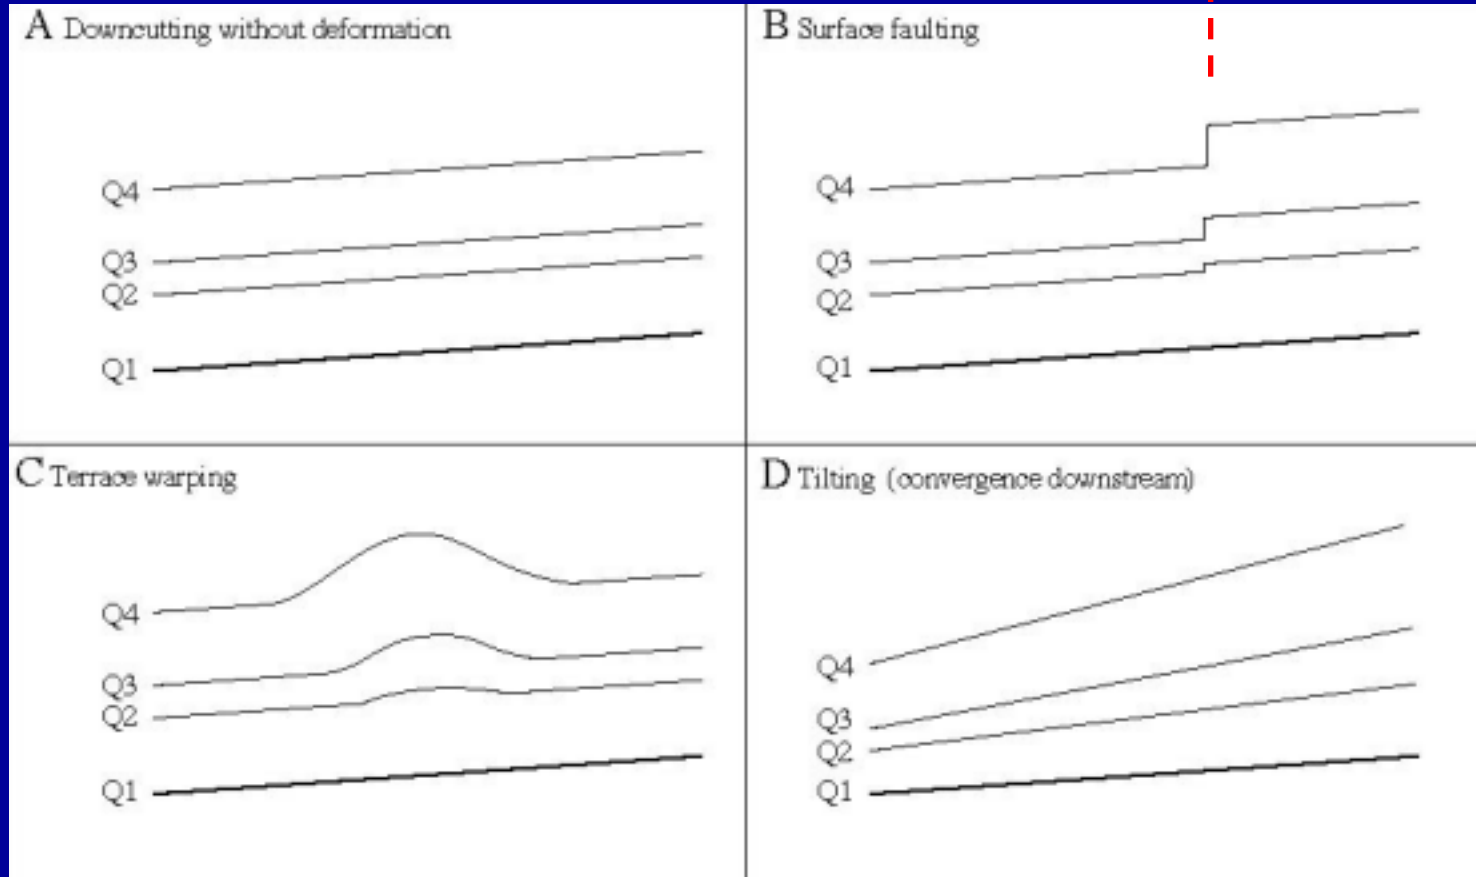 A Downcutting without deformation
Q4
Q3
Q2
Q1
B Surface faulting
Q4
Q3
Q2
Q1
C Terrace warping
Q4
Q3
Q2
Q1
D Tilting (convergence downstream)
Q4
Q3
Q2
Q1